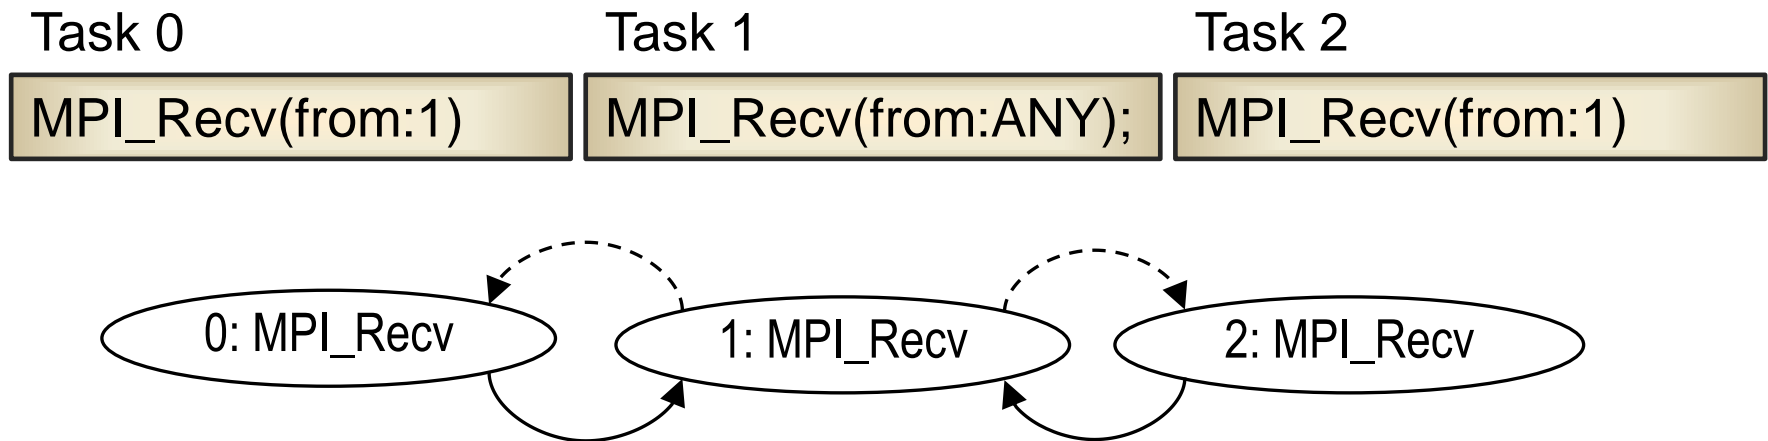 Task 0 Task 1 Task 2
MPI_Recv(from:1) MPI_Recv(from:ANY); MPI_Recv(from:1)
0: MPI_Recv 1: MPI_Recv 2: MPI_Recv